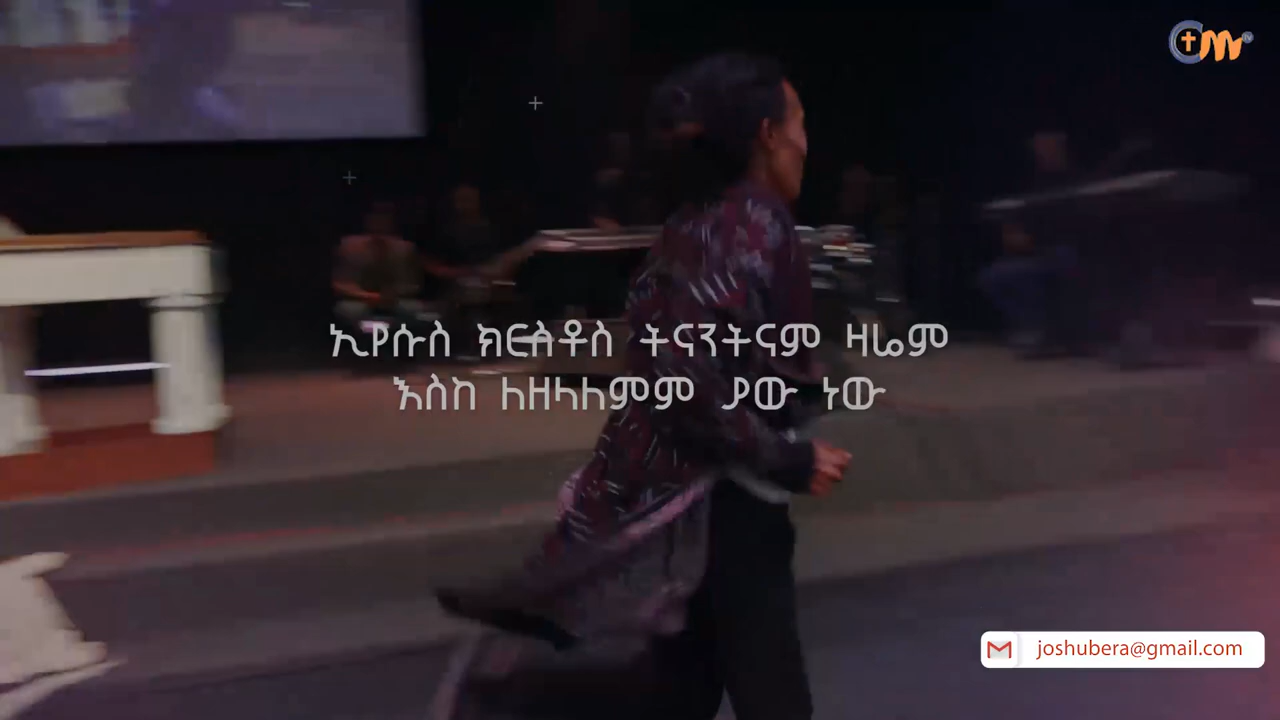 ኢየሱስ ክርስቶስ ትናንትናም ዛሬም
እስከ ለዘላለምም ያው ነው
joshubera@gmail.com